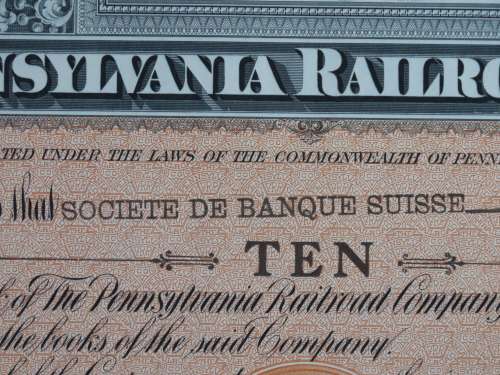 NSYLVANIA RAILRO
TED UNDER THE LAWS OF THE COMMONWEALTH OF PENN
that SOCIETE DE BANQUE SUISSE
TEN
of The Pennsylvania Railroad Company
the books of the said Company.